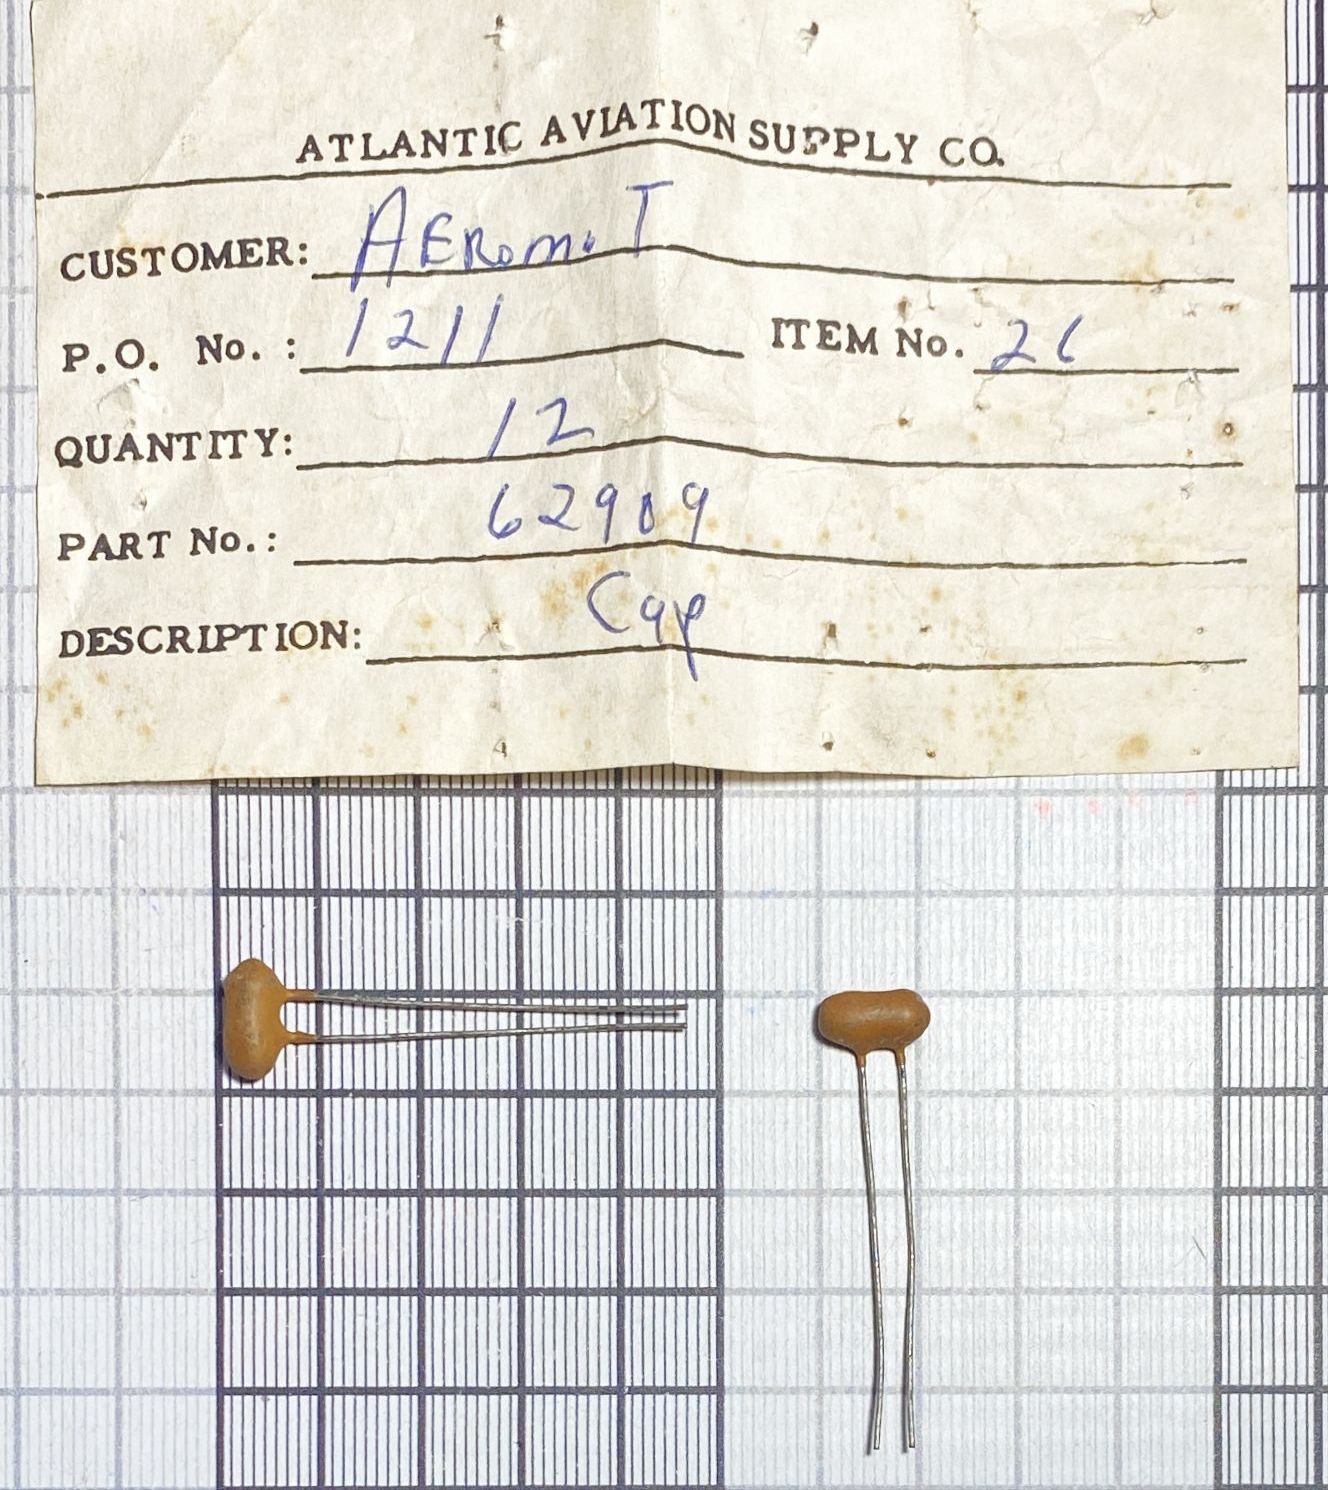 ATLANTIC AVIATION SUPPLY CO.
CUSTOMER: AEROMOT
P.O. No.: 1211 ITEM No. 26
QUANTITY: 12
PART No.: 62909
DESCRIPTION: Cap